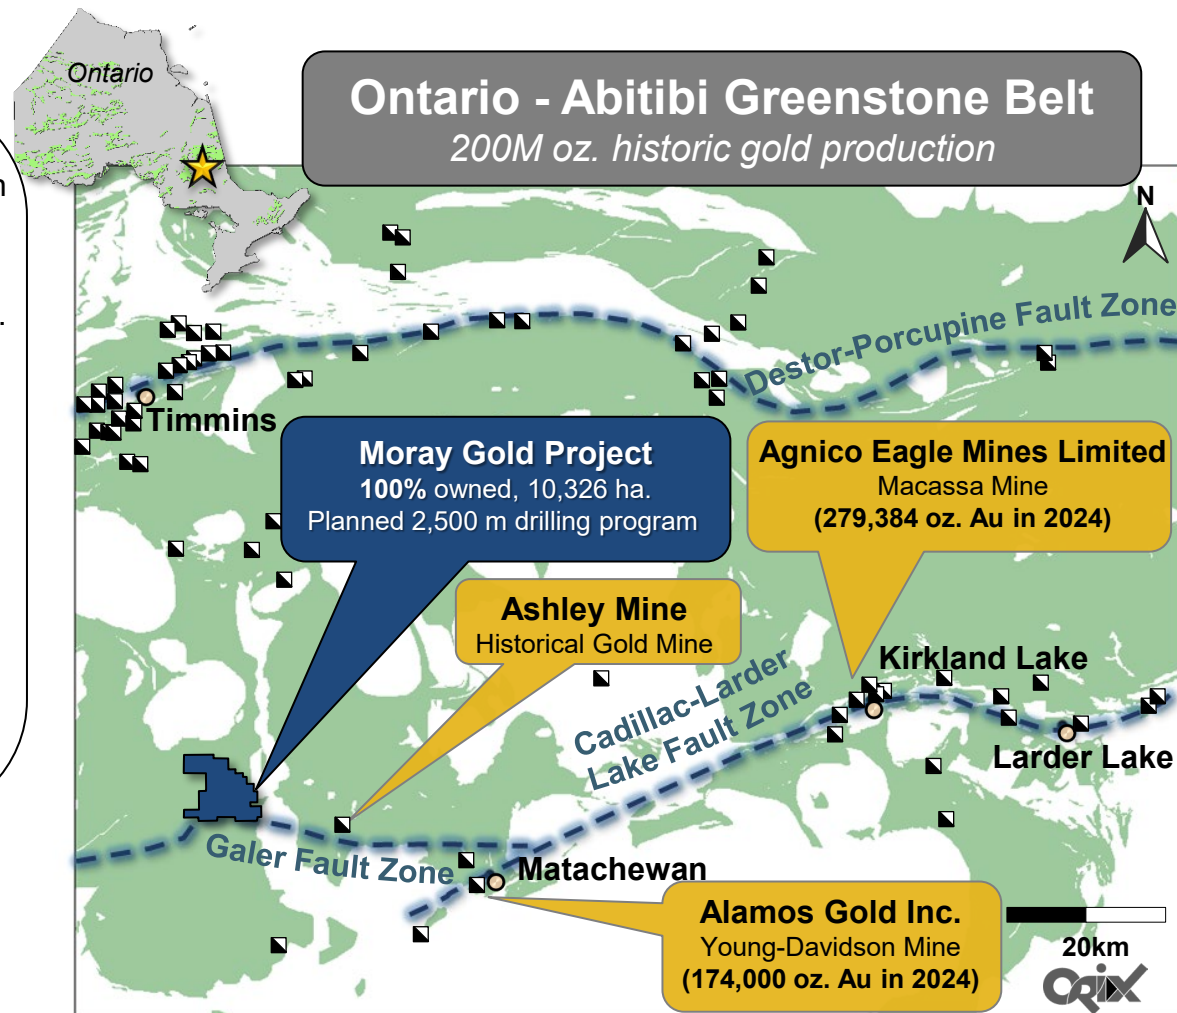 Ontario
Ontario - Abitibi Greenstone Belt
200M oz. historic gold production
n
.
N
Destor-Porcupine Fault Zone
Timmins
Moray Gold Project
100% owned, 10,326 ha.
Planned 2,500 m drilling program
Agnico Eagle Mines Limited
Macassa Mine
(279,384 oz. Au in 2024)
Ashley Mine
Historical Gold Mine
Kirkland Lake
Cadillac-Larder
Lake Fault Zone
Larder Lake
Galer Fault Zone
Matachewan
Alamos Gold Inc.
Young-Davidson Mine
(174,000 oz. Au in 2024)
20km
Orix